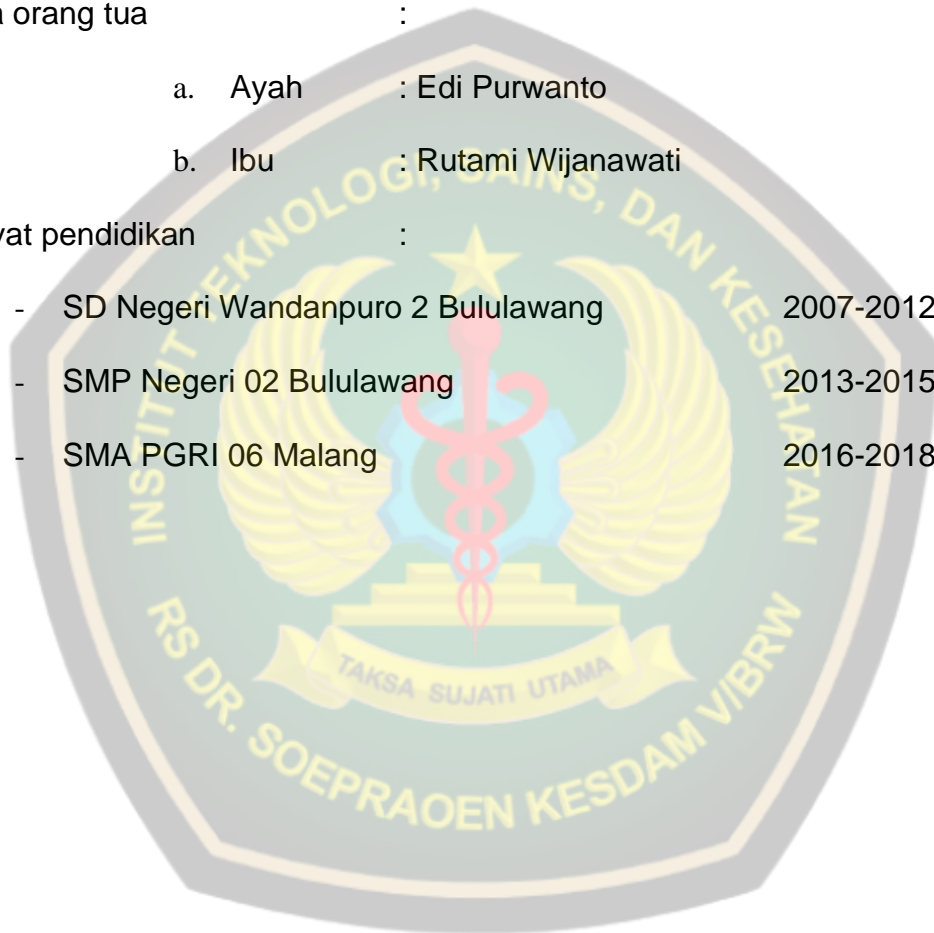 a orang tua :
a. Ayah : Edi Purwanto
b. Ibu : Rutami Wijanawati
yat pendidikan :
- SD Negeri Wandanpuro 2 Bululawang 2007-2012
- SMP Negeri 02 Bululawang 2013-2015
- SMA PGRI 06 Malang 2016-2018
INSTITUT TEKNOLOGI, SAINS, DAN KESEHATAN
TAKSA SUJATI UTAMA
RS DR. SOEPRAOEN KESDAM V/BRW